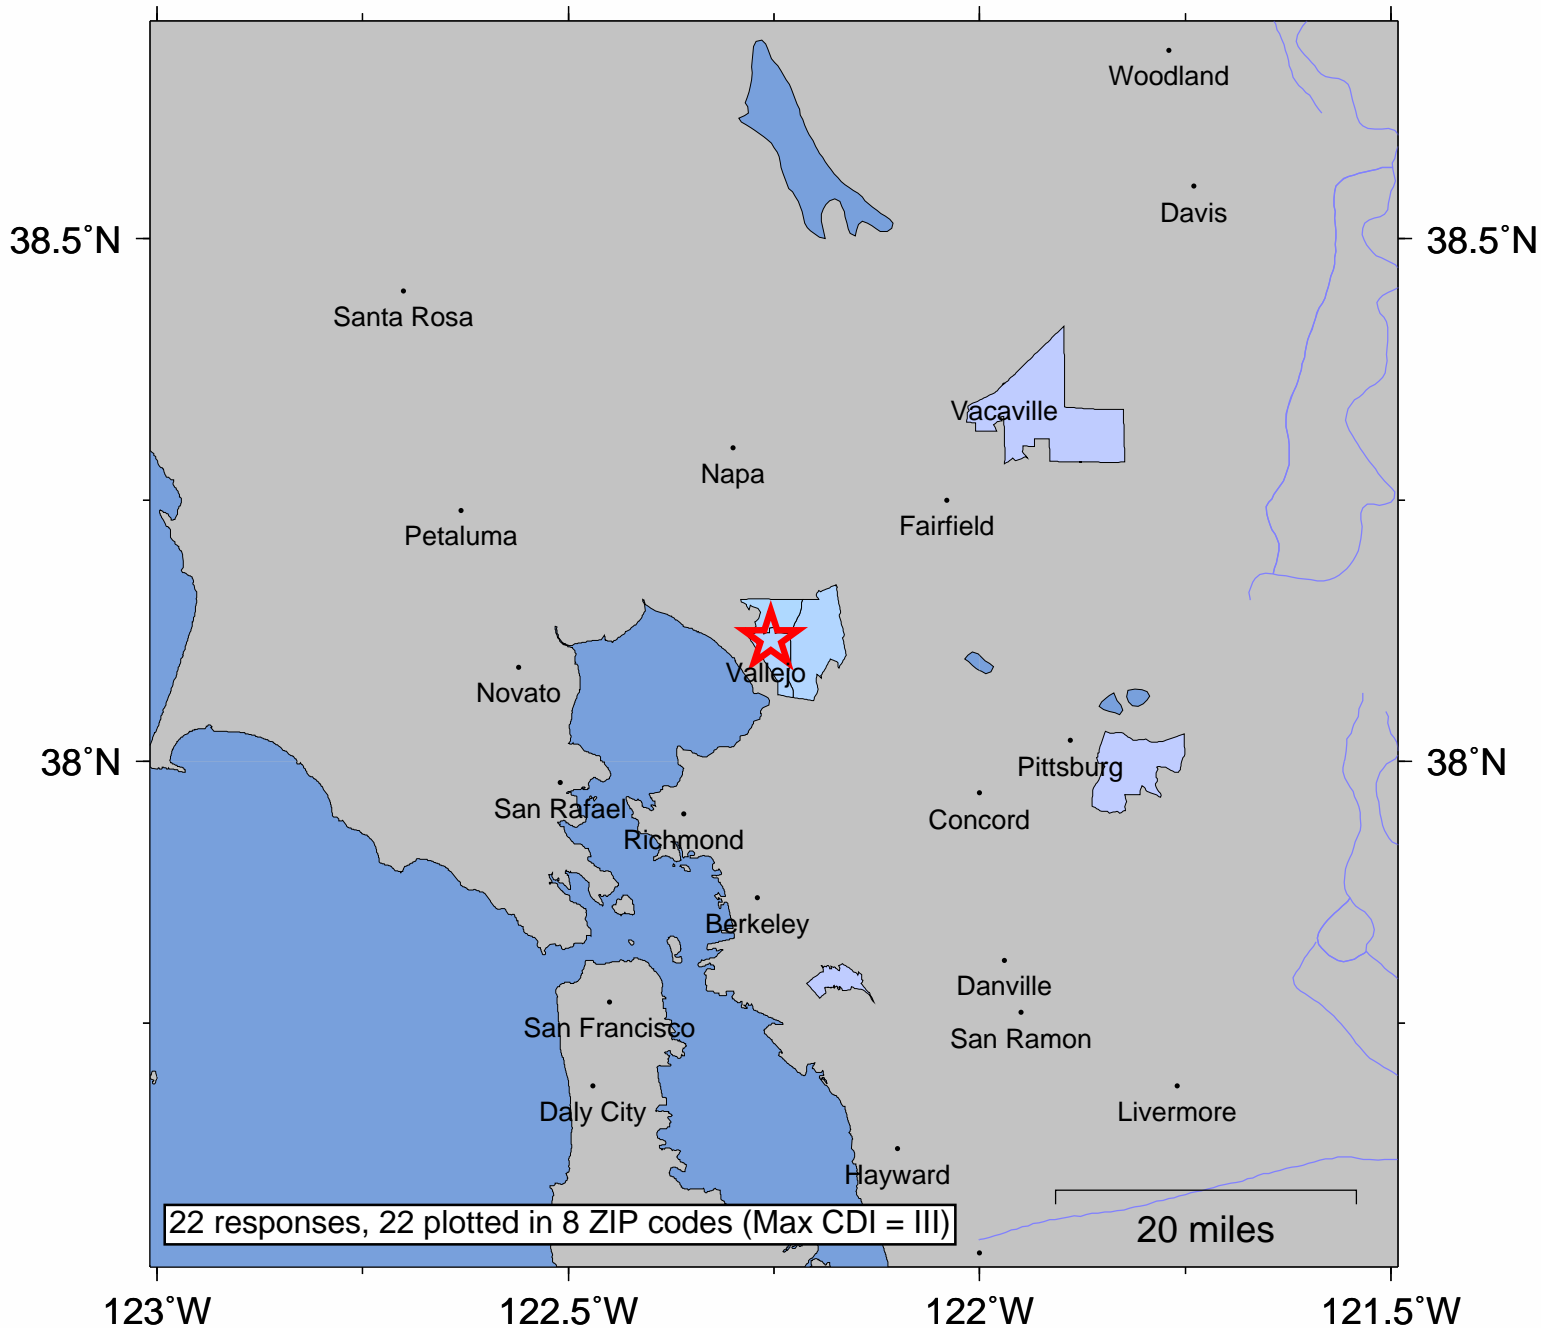 Woodland
Davis
38.5°N
38.5°N
Santa Rosa
Vacaville
Napa
Fairfield
Petaluma
Vallejo
Novato
38°N
Pittsburg
38°N
San Rafael
Concord
Richmond
Berkeley
Danville
San Francisco
San Ramon
Daly City
Livermore
Hayward
22 responses, 22 plotted in 8 ZIP codes (Max CDI = III)
20 miles
123°W
122.5°W
122°W
121.5°W